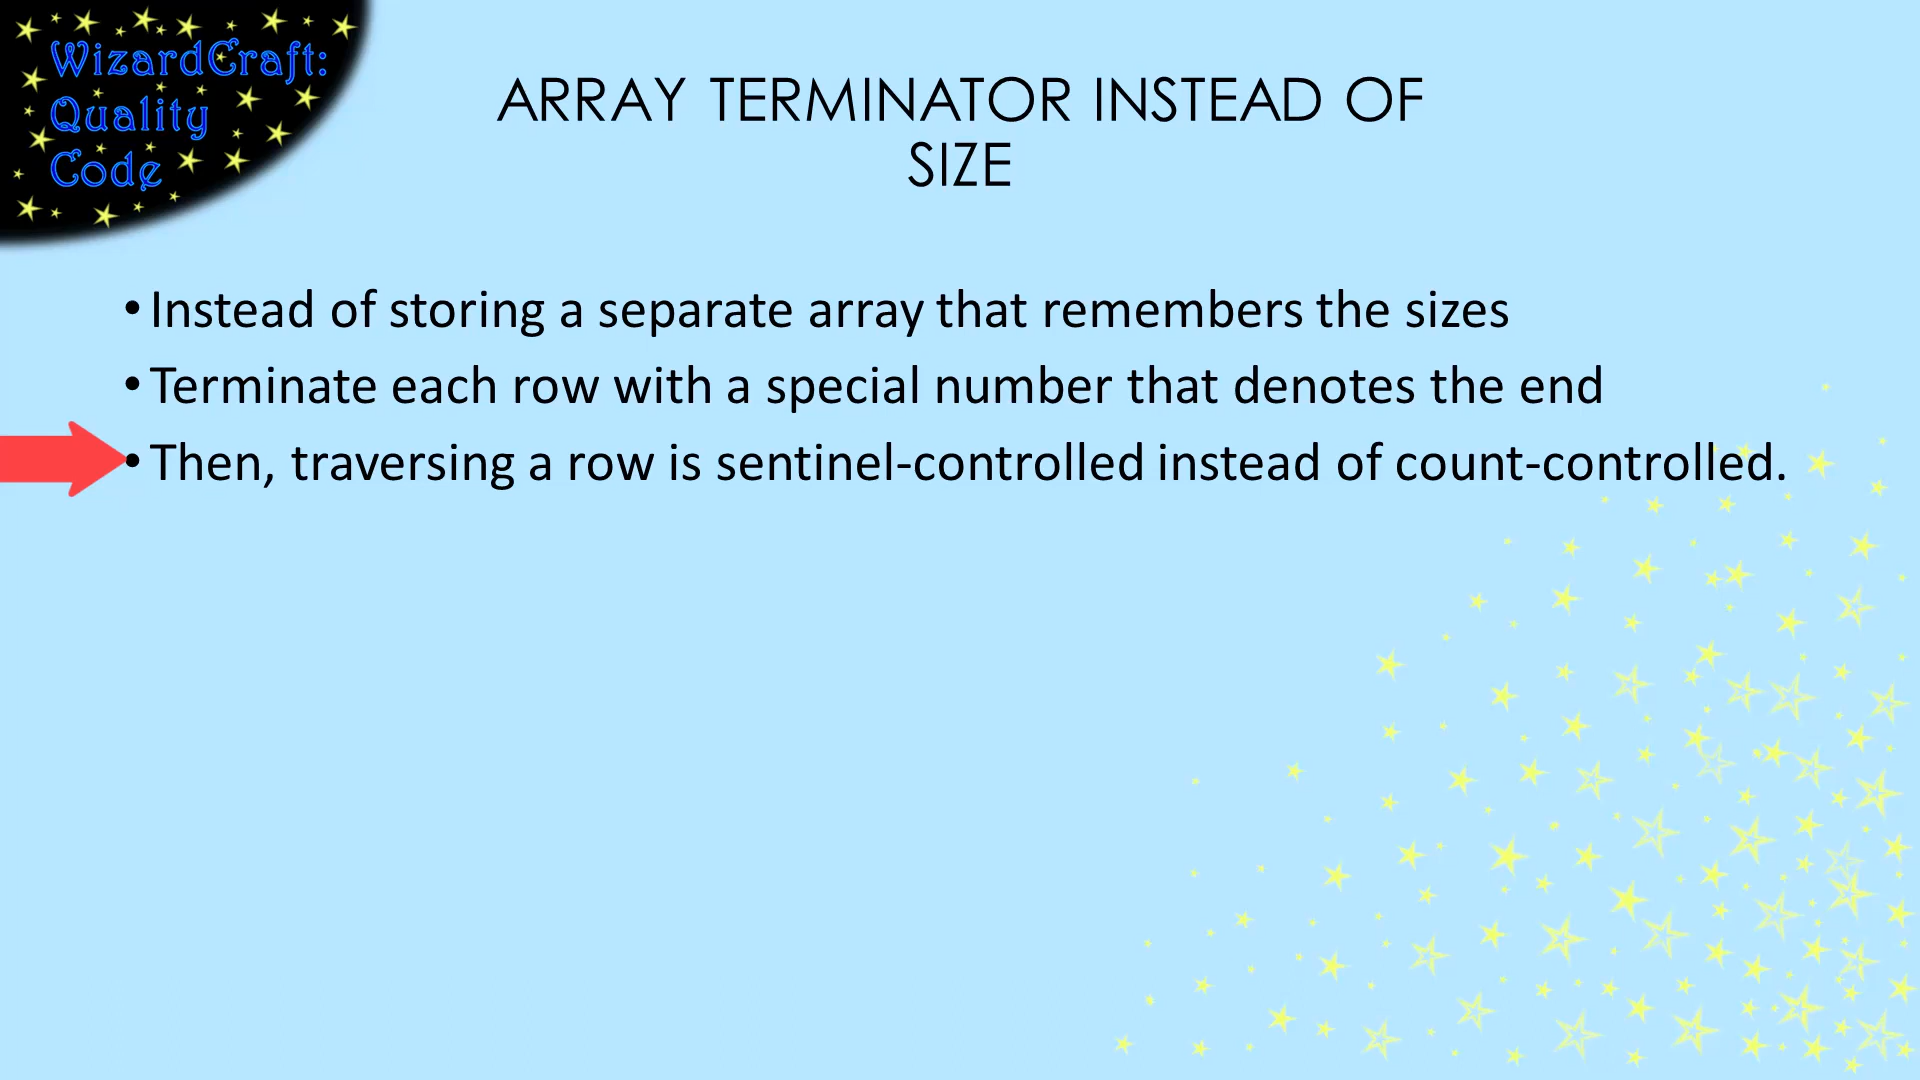 WizardCraft:
Quality
Code
ARRAY TERMINATOR INSTEAD OF
SIZE
• Instead of storing a separate array that remembers the sizes
• Terminate each row with a special number that denotes the end
• Then, traversing a row is sentinel-controlled instead of count-controlled.